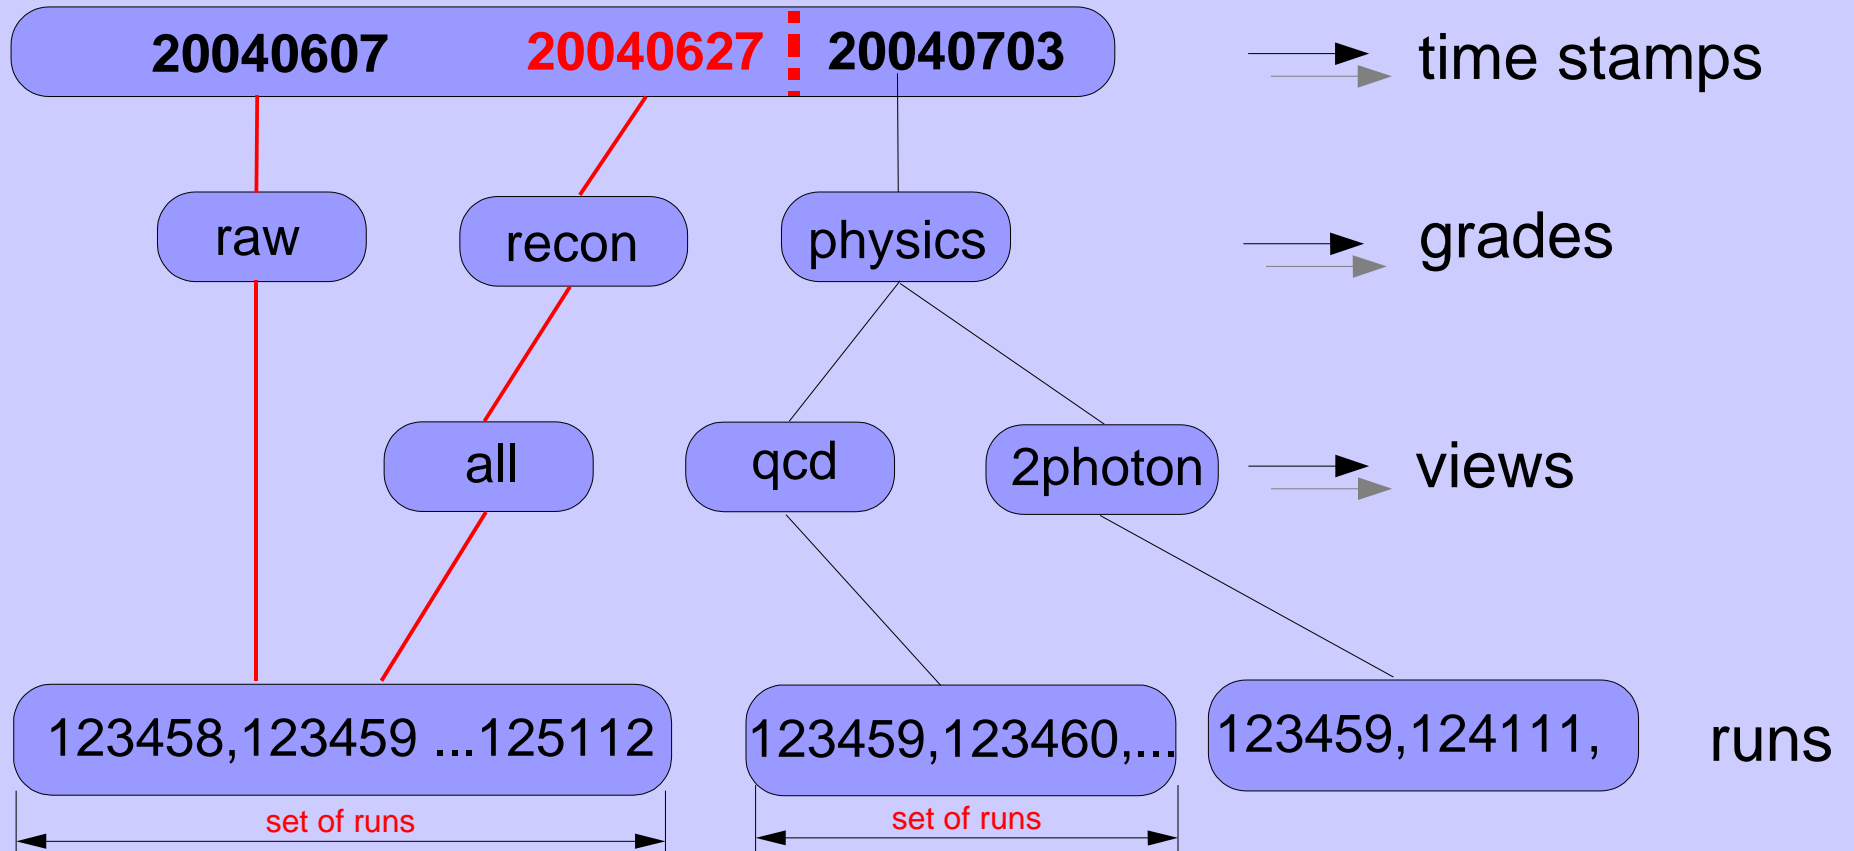 20040607 20040627 20040703 time stamps
raw recon physics grades
all qcd 2photon views
123458,123459 ...125112 123459,123460,... 123459,124111, runs
set of runs set of runs